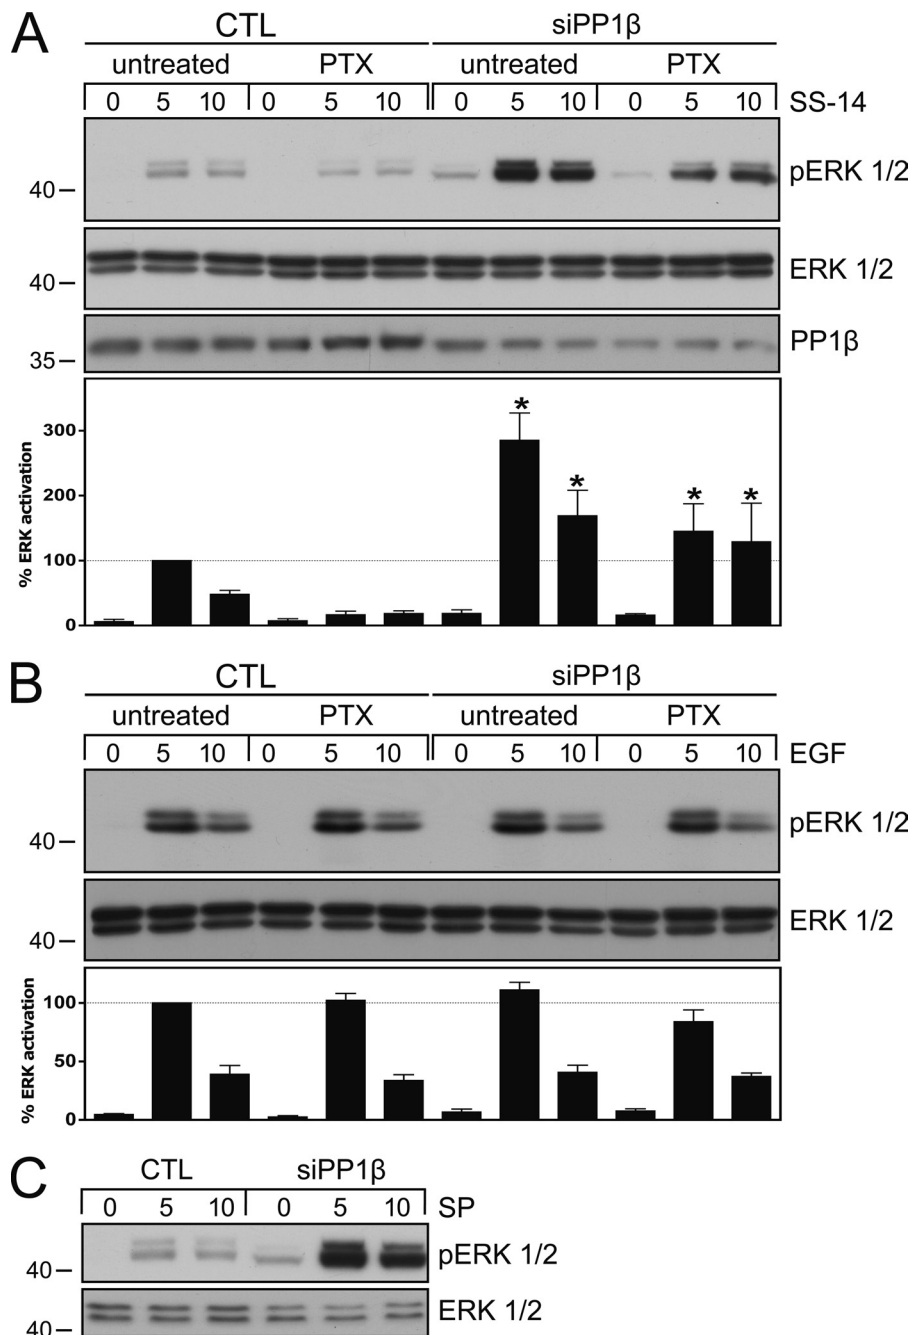 A
CTL siPP1β
untreated PTX untreated PTX
0 5 10 0 5 10 0 5 10 0 5 10 SS-14
pERK 1/2
40
ERK 1/2
40
PP1β
35
% ERK activation
300
200
100
0
* * * *
B
CTL siPP1β
untreated PTX untreated PTX
0 5 10 0 5 10 0 5 10 0 5 10 EGF
pERK 1/2
40
ERK 1/2
40
% ERK activation
100
50
0
C
CTL siPP1β
0 5 10 0 5 10 SP
pERK 1/2
40
ERK 1/2
40